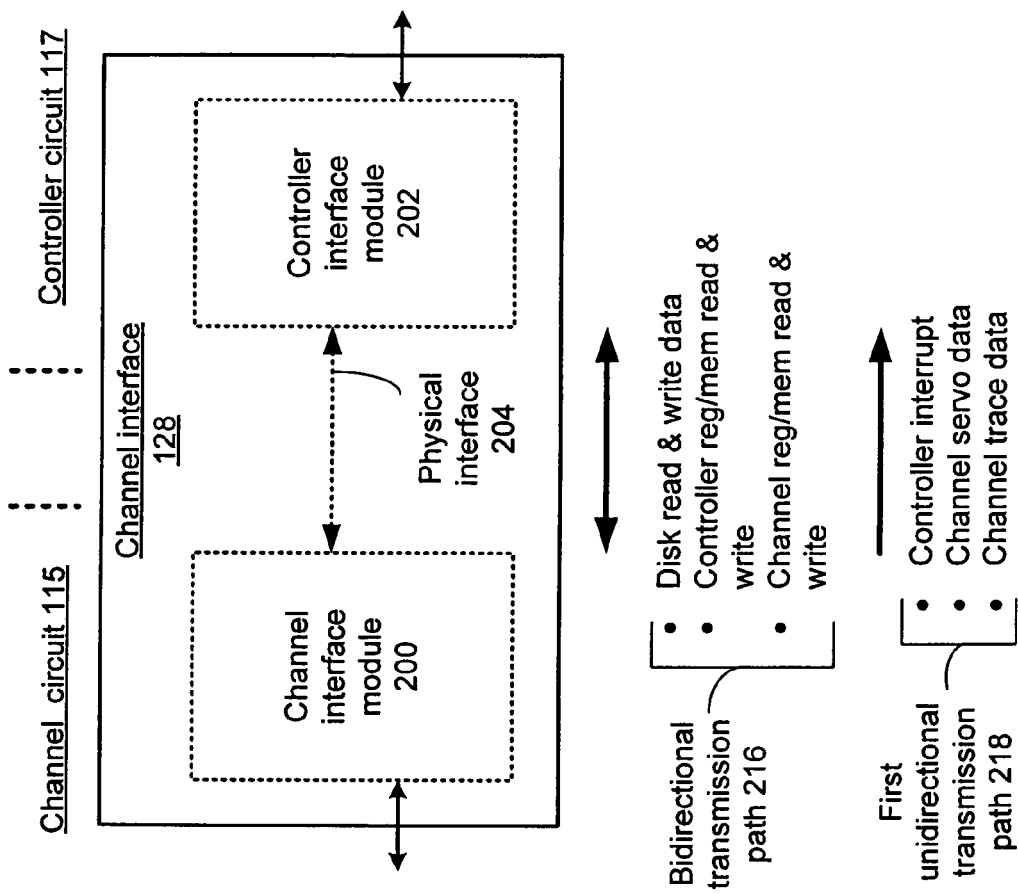 Channel circuit 115
Controller circuit 117
Channel interface
128
Channel
interface
module
200
Controller
interface
module
202
Physical
interface
204
Bidirectional
transmission
path 216
• Disk read & write data
• Controller reg/mem read &
write
• Channel reg/mem read &
write
First
unidirectional
transmission
path 218
• Controller interrupt
• Channel servo data
• Channel trace data